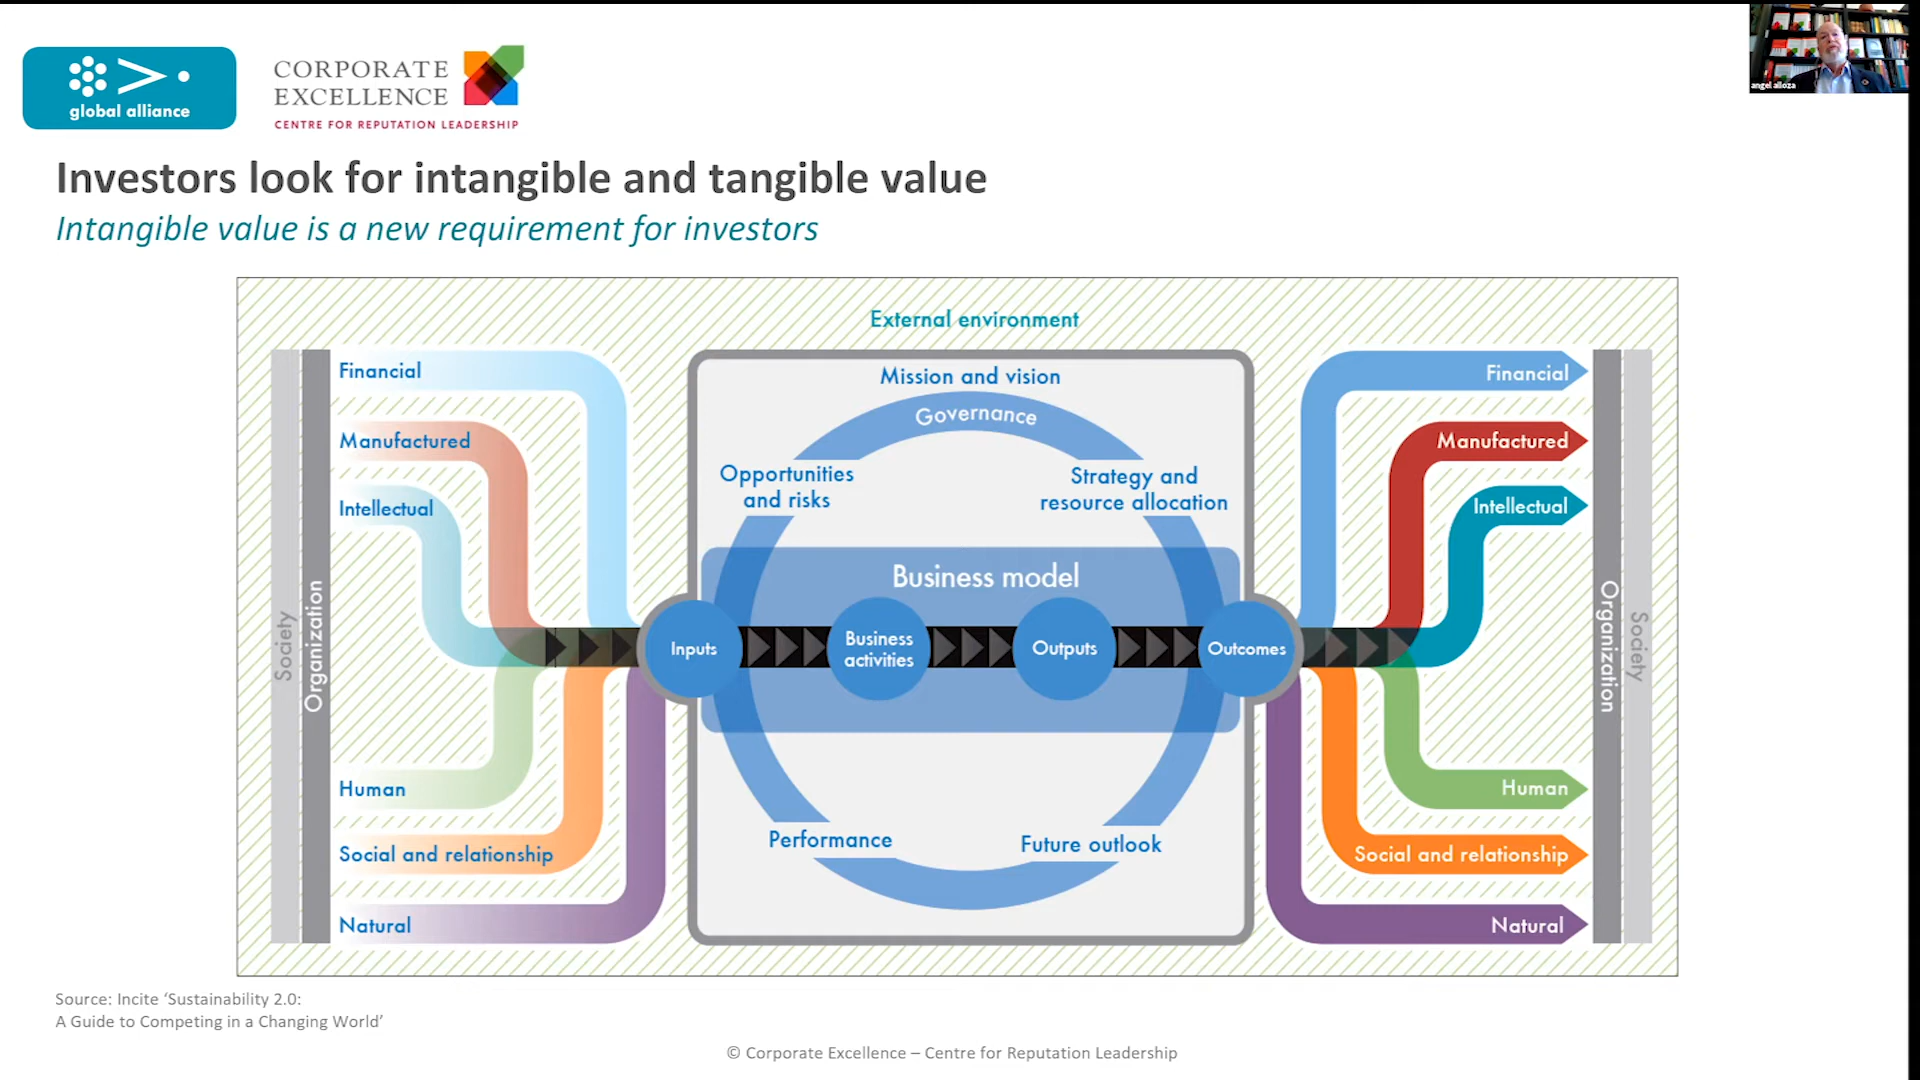 global alliance
CORPORATE
EXCELLENCE
CENTRE FOR REPUTATION LEADERSHIP
angel alloza
Investors look for intangible and tangible value
Intangible value is a new requirement for investors
External environment
Society
Organization
Financial
Manufactured
Intellectual
Human
Social and relationship
Natural
Mission and vision
Governance
Opportunities
and risks
Strategy and
resource allocation
Business model
Inputs
Business
activities
Outputs
Outcomes
Performance
Future outlook
Financial
Manufactured
Intellectual
Human
Social and relationship
Natural
Organization
Society
Source: Incite ‘Sustainability 2.0:
A Guide to Competing in a Changing World’
© Corporate Excellence – Centre for Reputation Leadership